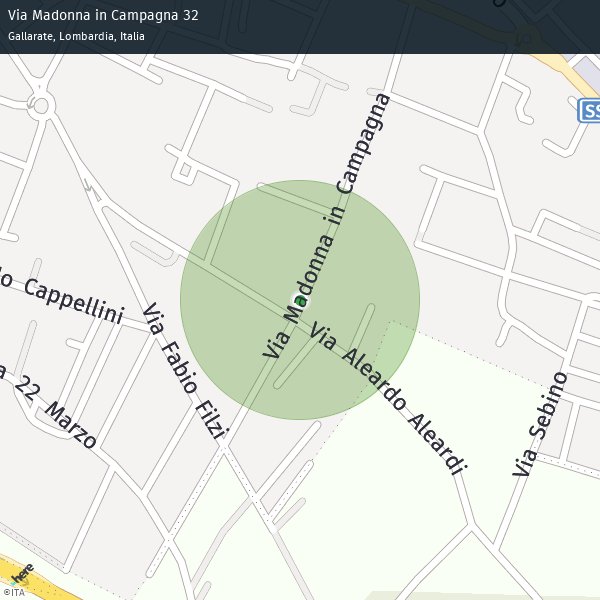 Via Madonna in Campagna 32
Gallarate, Lombardia, Italia
SS
Via Madonna in Campagna
lo Cappellini
Via Fabio Filzi
Via Aleardo Aleardi
a 22 Marzo
Via Sebino
here
©ITA